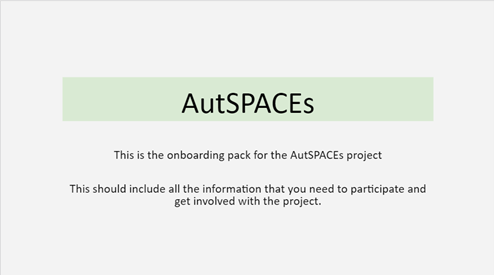 AutSPACEs
This is the onboarding pack for the AutSPACEs project
This should include all the information that you need to participate and
get involved with the project.